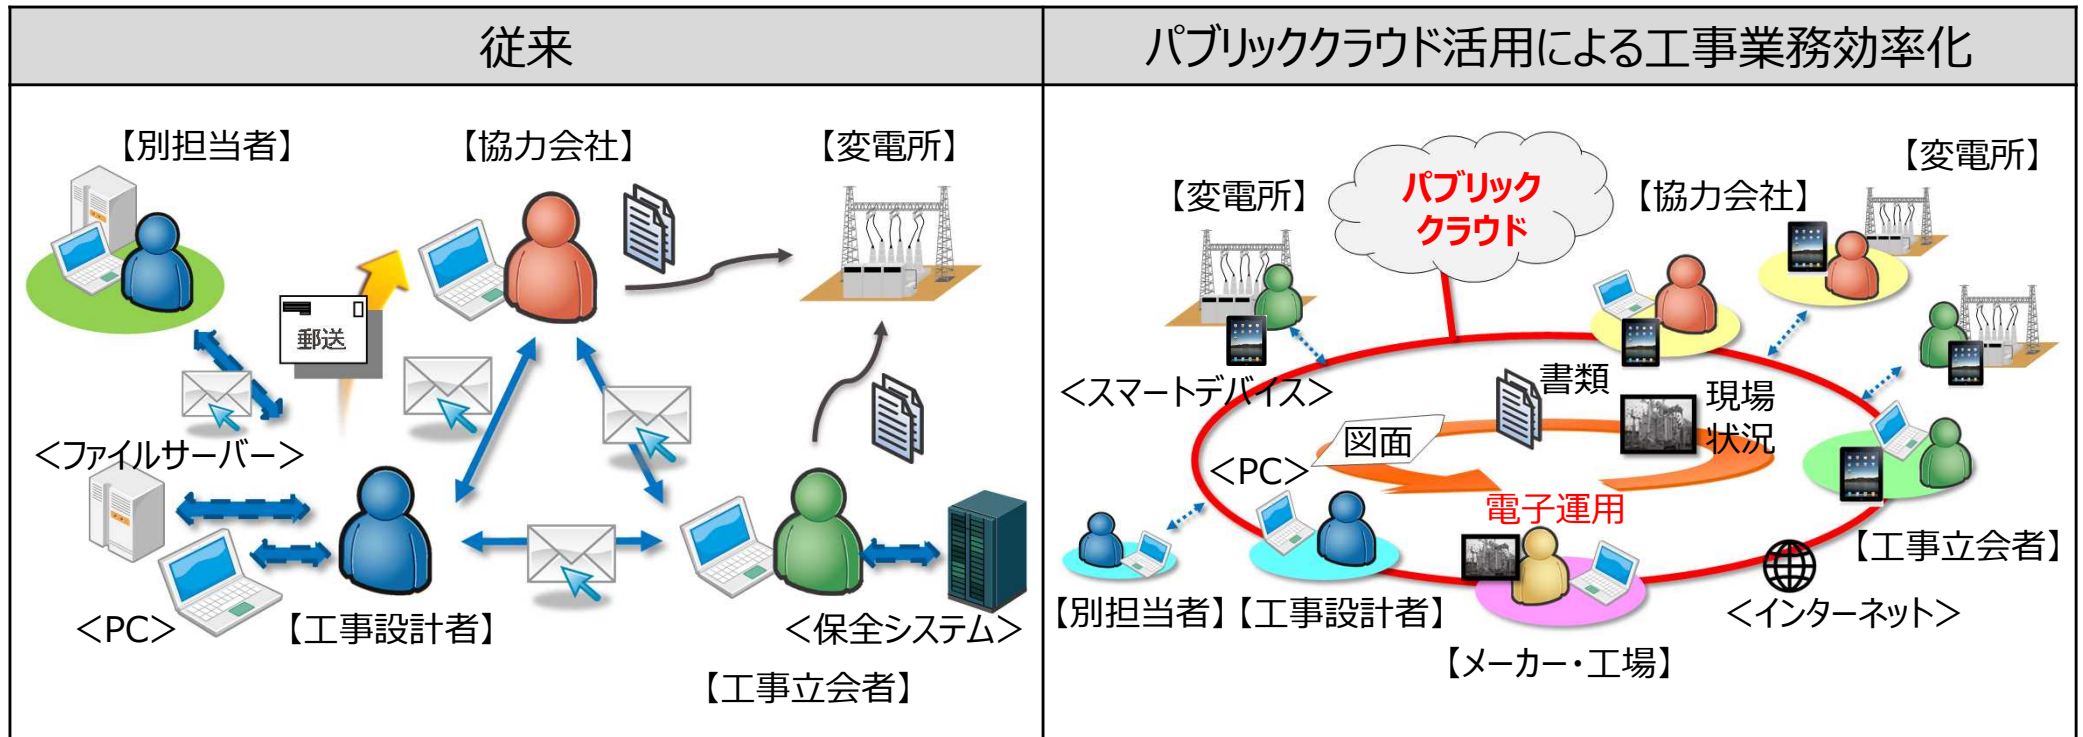 従来
パブリッククラウド活用による工事業務効率化
【別担当者】
【協力会社】
【変電所】
郵送
<ファイルサーバー>
<PC>
【工事設計者】
<保全システム>
【工事立会者】
【変電所】
パブリック
クラウド
【協力会社】
【変電所】
<スマートデバイス>
書類
現場
状況
図面
<PC>
電子運用
【工事立会者】
【別担当者】
【工事設計者】
<インターネット>
【メーカー・工場】